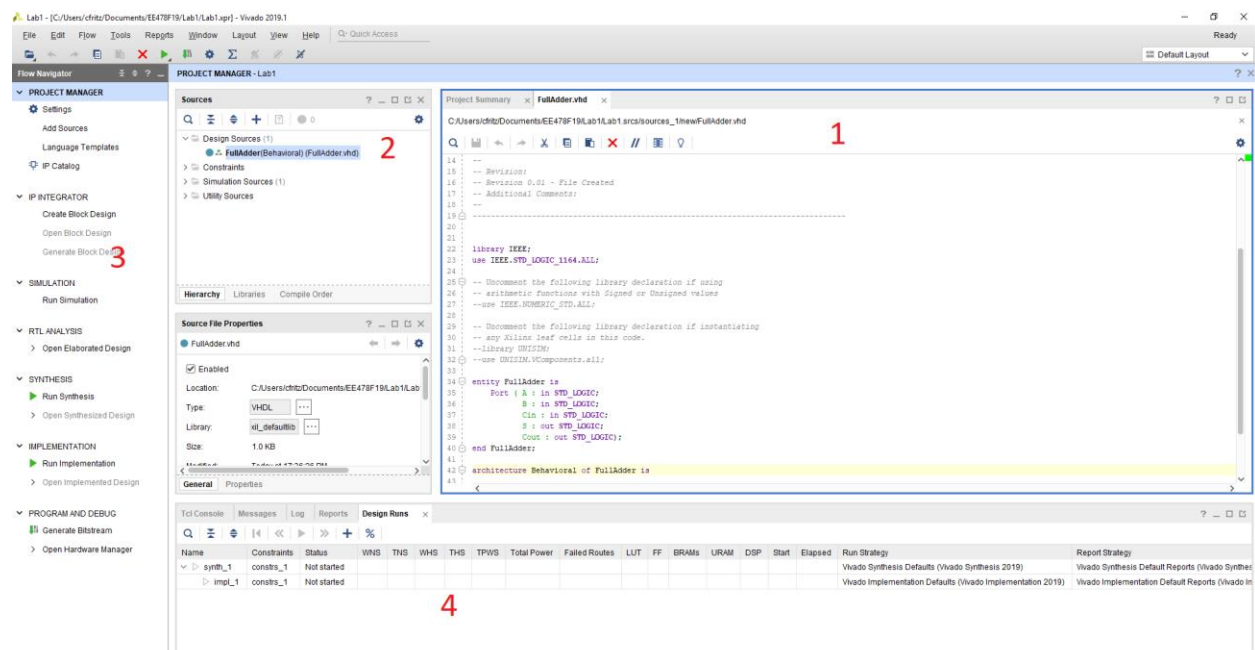 Lab1 - [C:/Users/cfritz/Documents/EE478F19/Lab1/Lab1.xpr] - Vivado 2019.1
File Edit Flow Tools Reports Window Layout View Help Q- Quick Access
Ready
Default Layout
Flow Navigator
PROJECT MANAGER - Lab1
PROJECT MANAGER
Settings
Add Sources
Language Templates
IP Catalog
IP INTEGRATOR
Create Block Design
Open Block Design
Generate Block Design
3
SIMULATION
Run Simulation
RTL ANALYSIS
Open Elaborated Design
SYNTHESIS
Run Synthesis
Open Synthesized Design
IMPLEMENTATION
Run Implementation
Open Implemented Design
PROGRAM AND DEBUG
Generate Bitstream
Open Hardware Manager
Sources
0
Design Sources (1)
FullAdder(Behavioral) (FullAdder.vhd)
2
Constraints
Simulation Sources (1)
Utility Sources
Hierarchy Libraries Compile Order
Source File Properties
FullAdder.vhd
Enabled
Location: C:/Users/cfritz/Documents/EE478F19/Lab1/Lab
Type: VHDL
Library: xil_defaultlib
Size: 1.0 KB
Modified: Today at 17:26:26 PM
General Properties
Project Summary FullAdder.vhd
C:/Users/cfritz/Documents/EE478F19/Lab1/Lab1.srcs/sources_1/new/FullAdder.vhd
1
14 --
15 -- Revision:
16 -- Revision 0.01 - File Created
17 -- Additional Comments:
18 --
19 ----------------------------------------------------------------------------------
20
21
22 library IEEE;
23 use IEEE.STD_LOGIC_1164.ALL;
24
25 -- Uncomment the following library declaration if using
26 -- arithmetic functions with Signed or Unsigned values
27 --use IEEE.NUMERIC_STD.ALL;
28
29 -- Uncomment the following library declaration if instantiating
30 -- any Xilinx leaf cells in this code.
31 --library UNISIM;
32 --use UNISIM.VComponents.all;
33
34 entity FullAdder is
35 Port ( A : in STD_LOGIC;
36 B : in STD_LOGIC;
37 Cin : in STD_LOGIC;
38 S : out STD_LOGIC;
39 Cout : out STD_LOGIC);
40 end FullAdder;
41
42 architecture Behavioral of FullAdder is
43
Tcl Console Messages Log Reports Design Runs
Name Constraints Status WNS TNS WHS THS TPWS Total Power Failed Routes LUT FF BRAMs URAM DSP Start Elapsed Run Strategy Report Strategy
synth_1 constrs_1 Not started Vivado Synthesis Defaults (Vivado Synthesis 2019) Vivado Synthesis Default Reports (Vivado Synthes
impl_1 constrs_1 Not started Vivado Implementation Defaults (Vivado Implementation 2019) Vivado Implementation Default Reports (Vivado Im
4